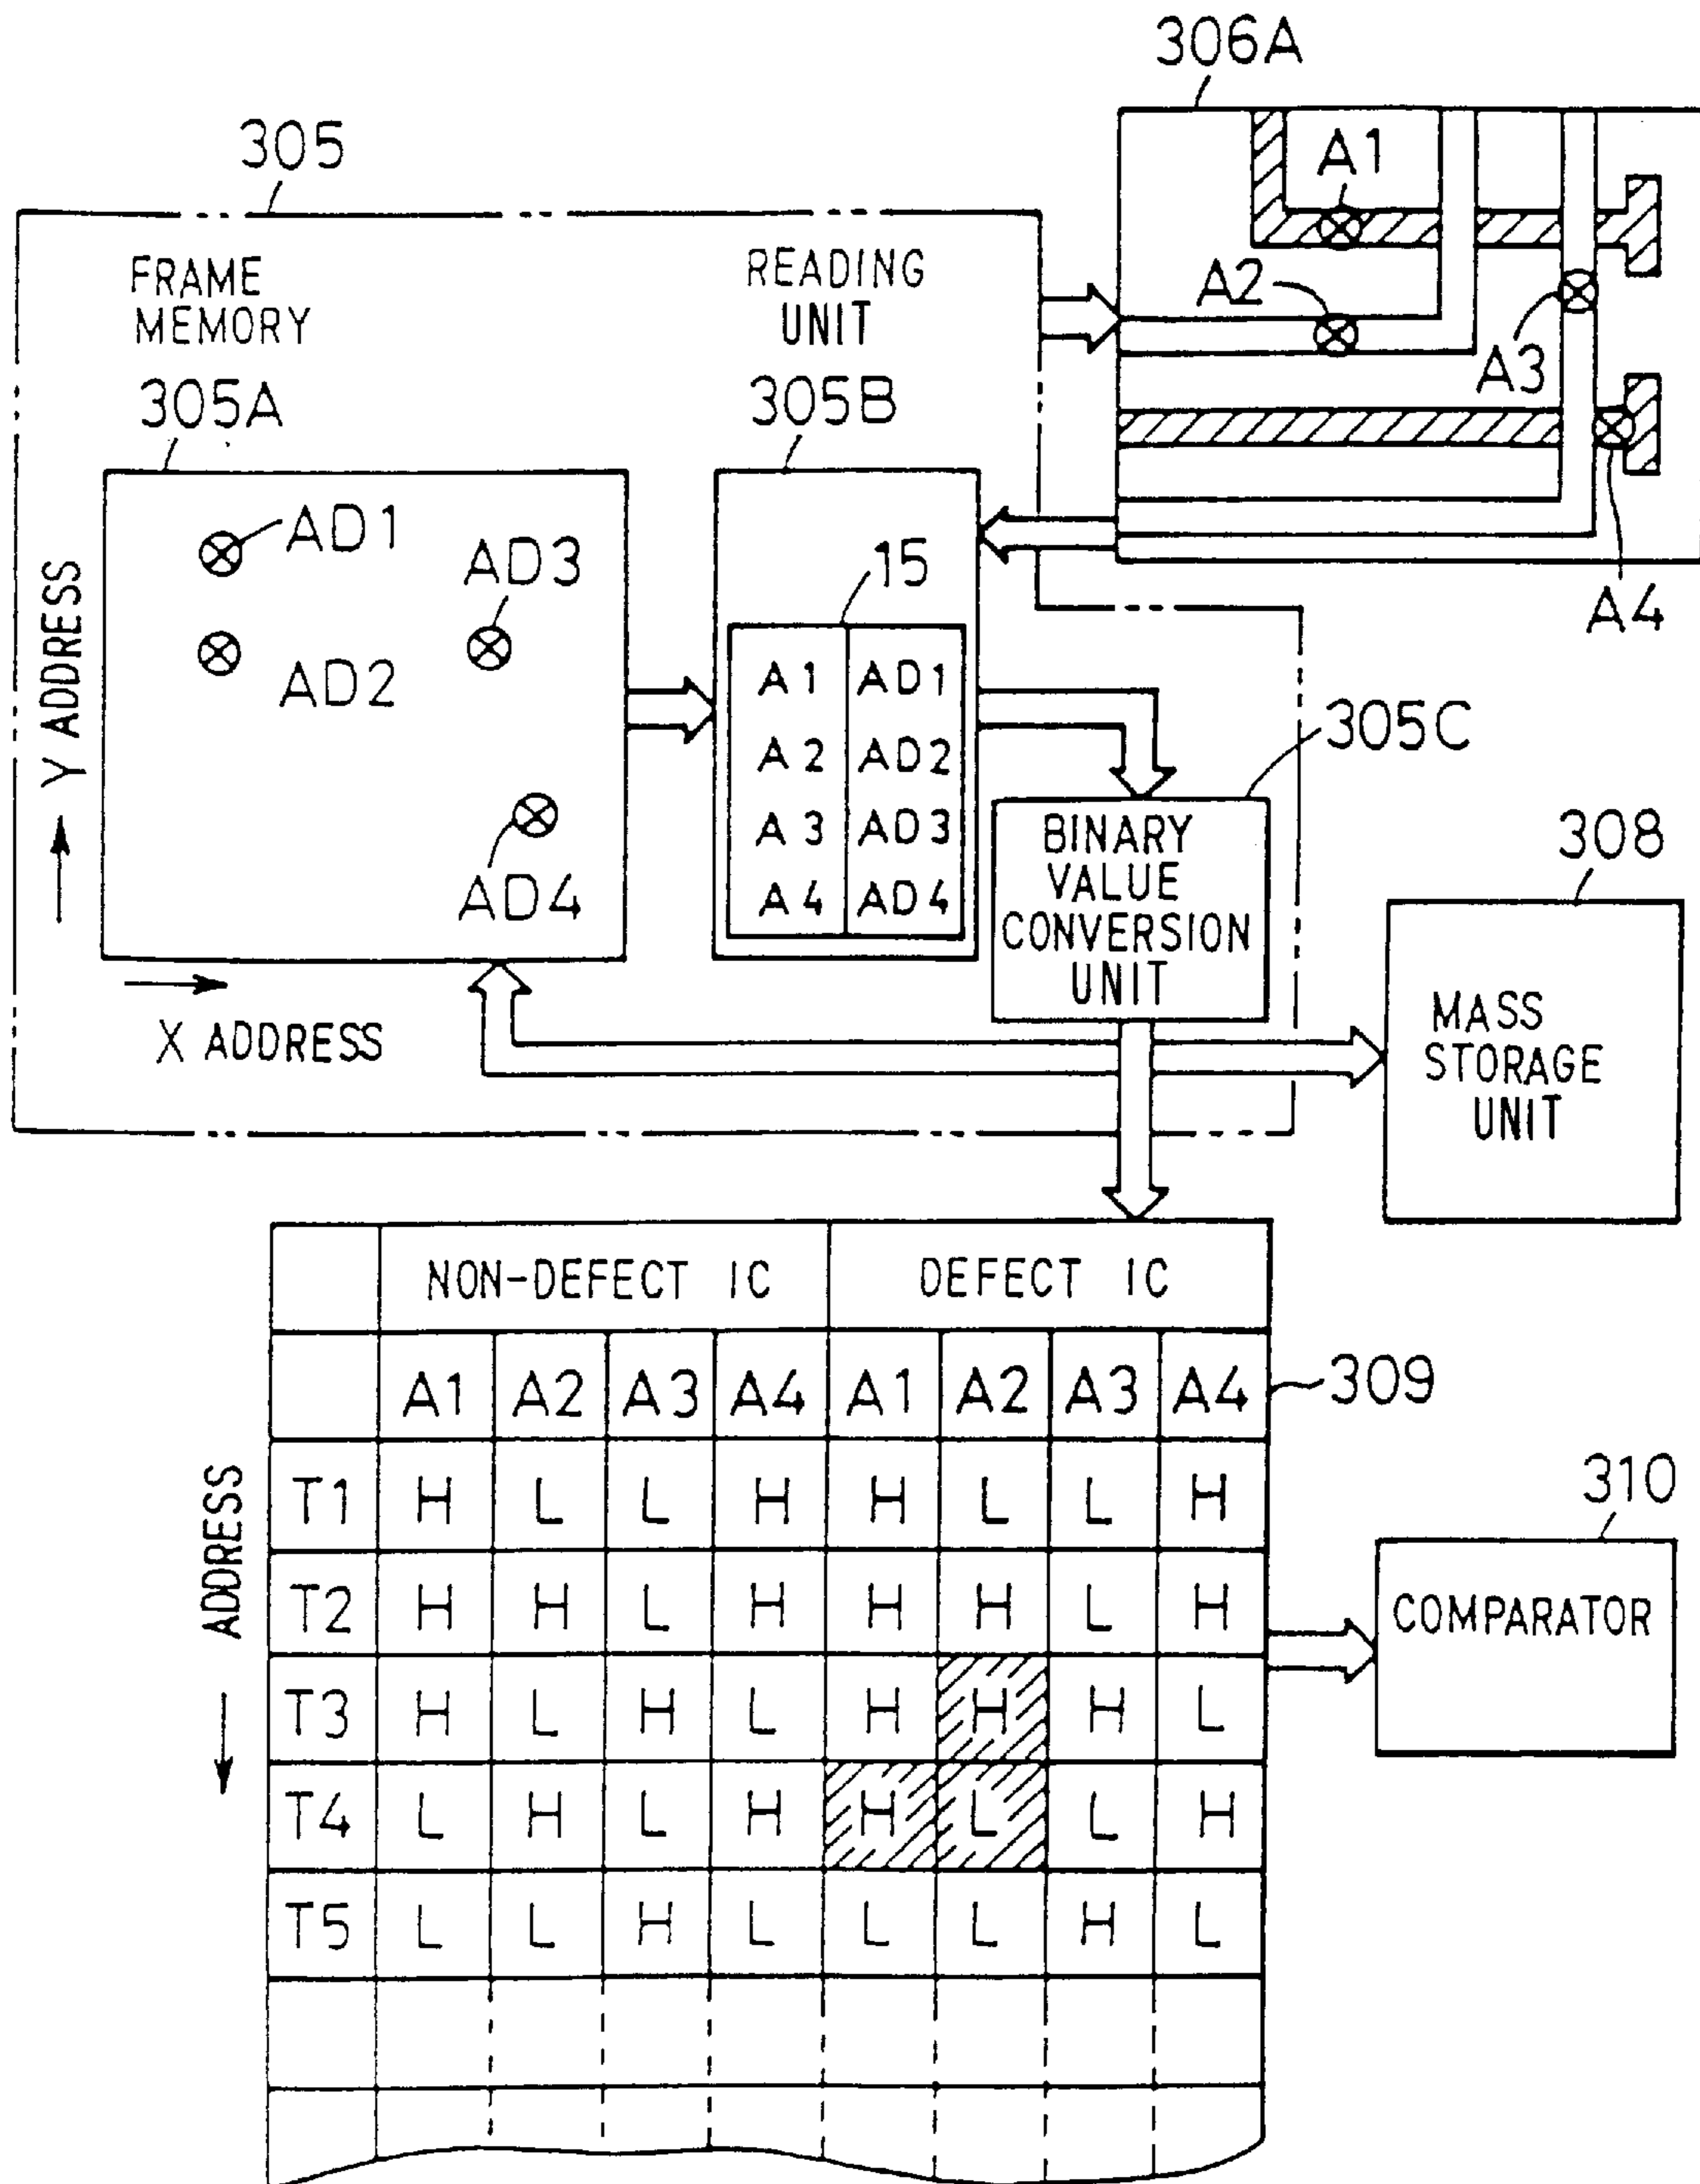 306A
305
A1
FRAME
MEMORY
READING
UNIT
A2
A3
305A
305B
A4
AD1
AD3
AD2
AD4
15
A1 AD1
A2 AD2
A3 AD3
A4 AD4
305C
Y ADDRESS
X ADDRESS
BINARY
VALUE
CONVERSION
UNIT
308
MASS
STORAGE
UNIT
NON-DEFECT IC DEFECT IC
A1 A2 A3 A4 A1 A2 A3 A4
309
ADDRESS
T1 H L L H H L L H
T2 H H L H H H L H
T3 H L H L H H H L
T4 L H L H H L L H
T5 L L H L L L H L
310
COMPARATOR